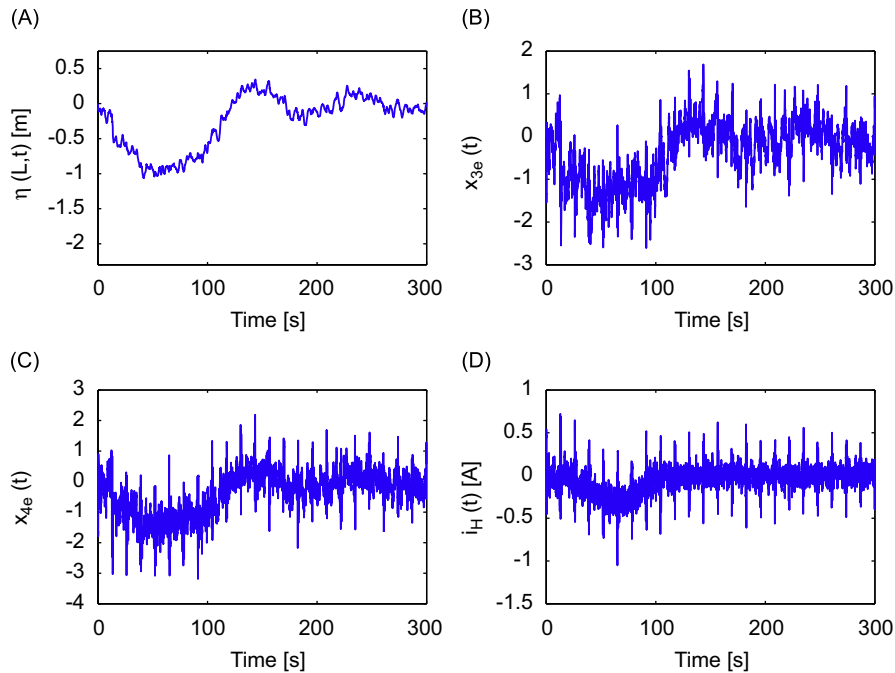 (A)
η (L,t) [m]
0.5
0
-0.5
-1
-1.5
-2
0 100 200 300
Time [s]
(B)
x3e (t)
2
1
0
-1
-2
-3
0 100 200 300
Time [s]
(C)
x4e (t)
3
2
1
0
-1
-2
-3
-4
0 100 200 300
Time [s]
(D)
iH (t) [A]
1
0.5
0
-0.5
-1
-1.5
0 100 200 300
Time [s]